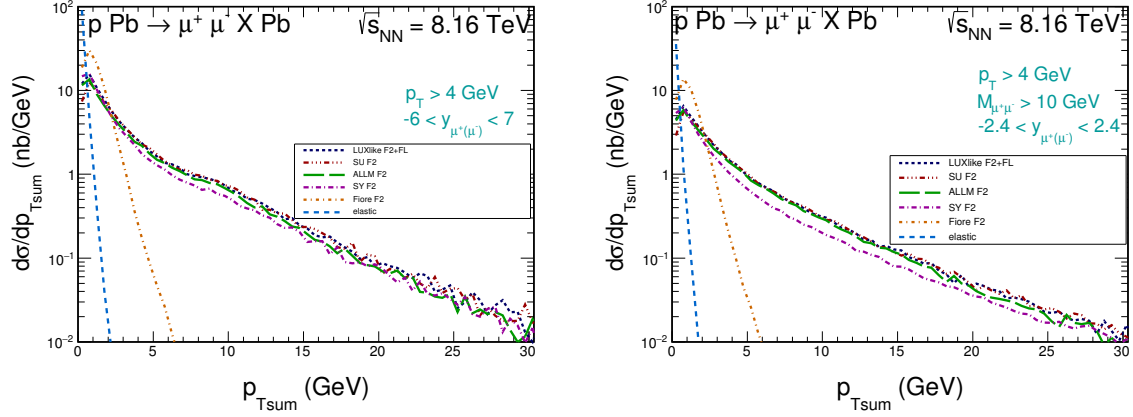 p Pb → μ⁺ μ⁻ X Pb √s_NN = 8.16 TeV
10²
10
1
10⁻¹
10⁻²
dσ/dp_Tsum (nb/GeV)
p_T > 4 GeV
-6 < y_μ⁺(μ⁻) < 7
LUXlike F2+FL
SU F2
ALLM F2
SY F2
Fiore F2
elastic
0 5 10 15 20 25 30
p_Tsum (GeV)
p Pb → μ⁺ μ⁻ X Pb √s_NN = 8.16 TeV
10²
10
1
10⁻¹
10⁻²
dσ/dp_Tsum (nb/GeV)
p_T > 4 GeV
M_μ⁺μ⁻ > 10 GeV
-2.4 < y_μ⁺(μ⁻) < 2.4
LUXlike F2+FL
SU F2
ALLM F2
SY F2
Fiore F2
elastic
0 5 10 15 20 25 30
p_Tsum (GeV)